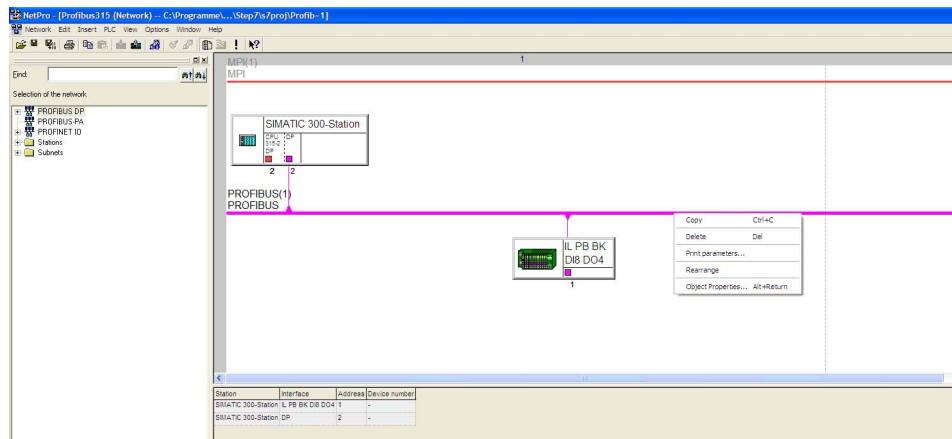 NetPro - [Profibus315 (Network) -- C:\Programme\...\Step7\s7proj\Profib~1]
Network Edit Insert PLC View Options Window Help
Find:
Selection of the network
PROFIBUS DP
PROFIBUS-PA
PROFINET IO
Stations
Subnets
1
MPI(1)
MPI
SIMATIC 300-Station
CPU DP
315-2
DP
2 2
PROFIBUS(1)
PROFIBUS
IL PB BK
DI8 DO4
1
Copy Ctrl+C
Delete Del
Print parameters...
Rearrange
Object Properties... Alt+Return
Station Interface Address Device number
SIMATIC 300-Station IL PB BK DI8 DO4 1 -
SIMATIC 300-Station DP 2 -